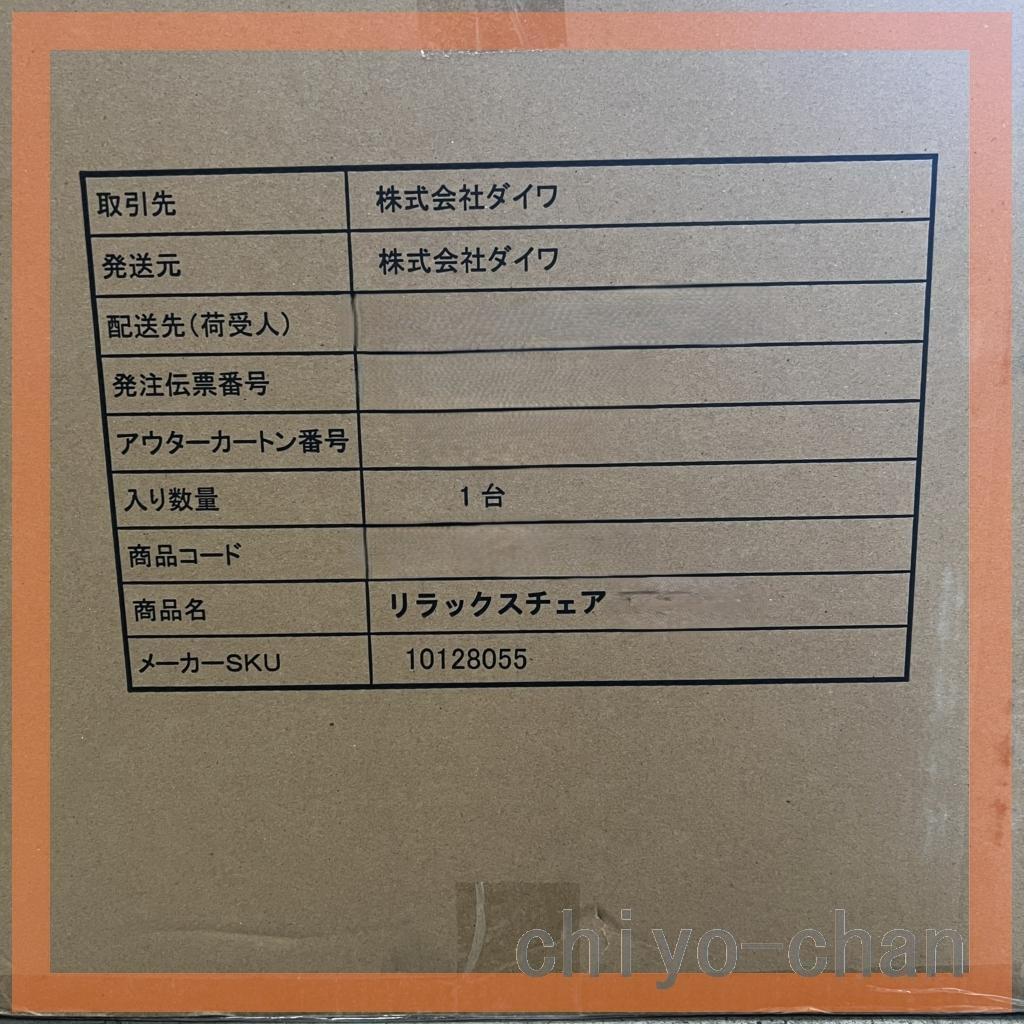 取引先 株式会社ダイワ
発送元 株式会社ダイワ
配送先(荷受人)
発注伝票番号
アウターカートン番号
入り数量 1 台
商品コード
商品名 リラックスチェア
メーカーSKU 10128055
chiyo-chan